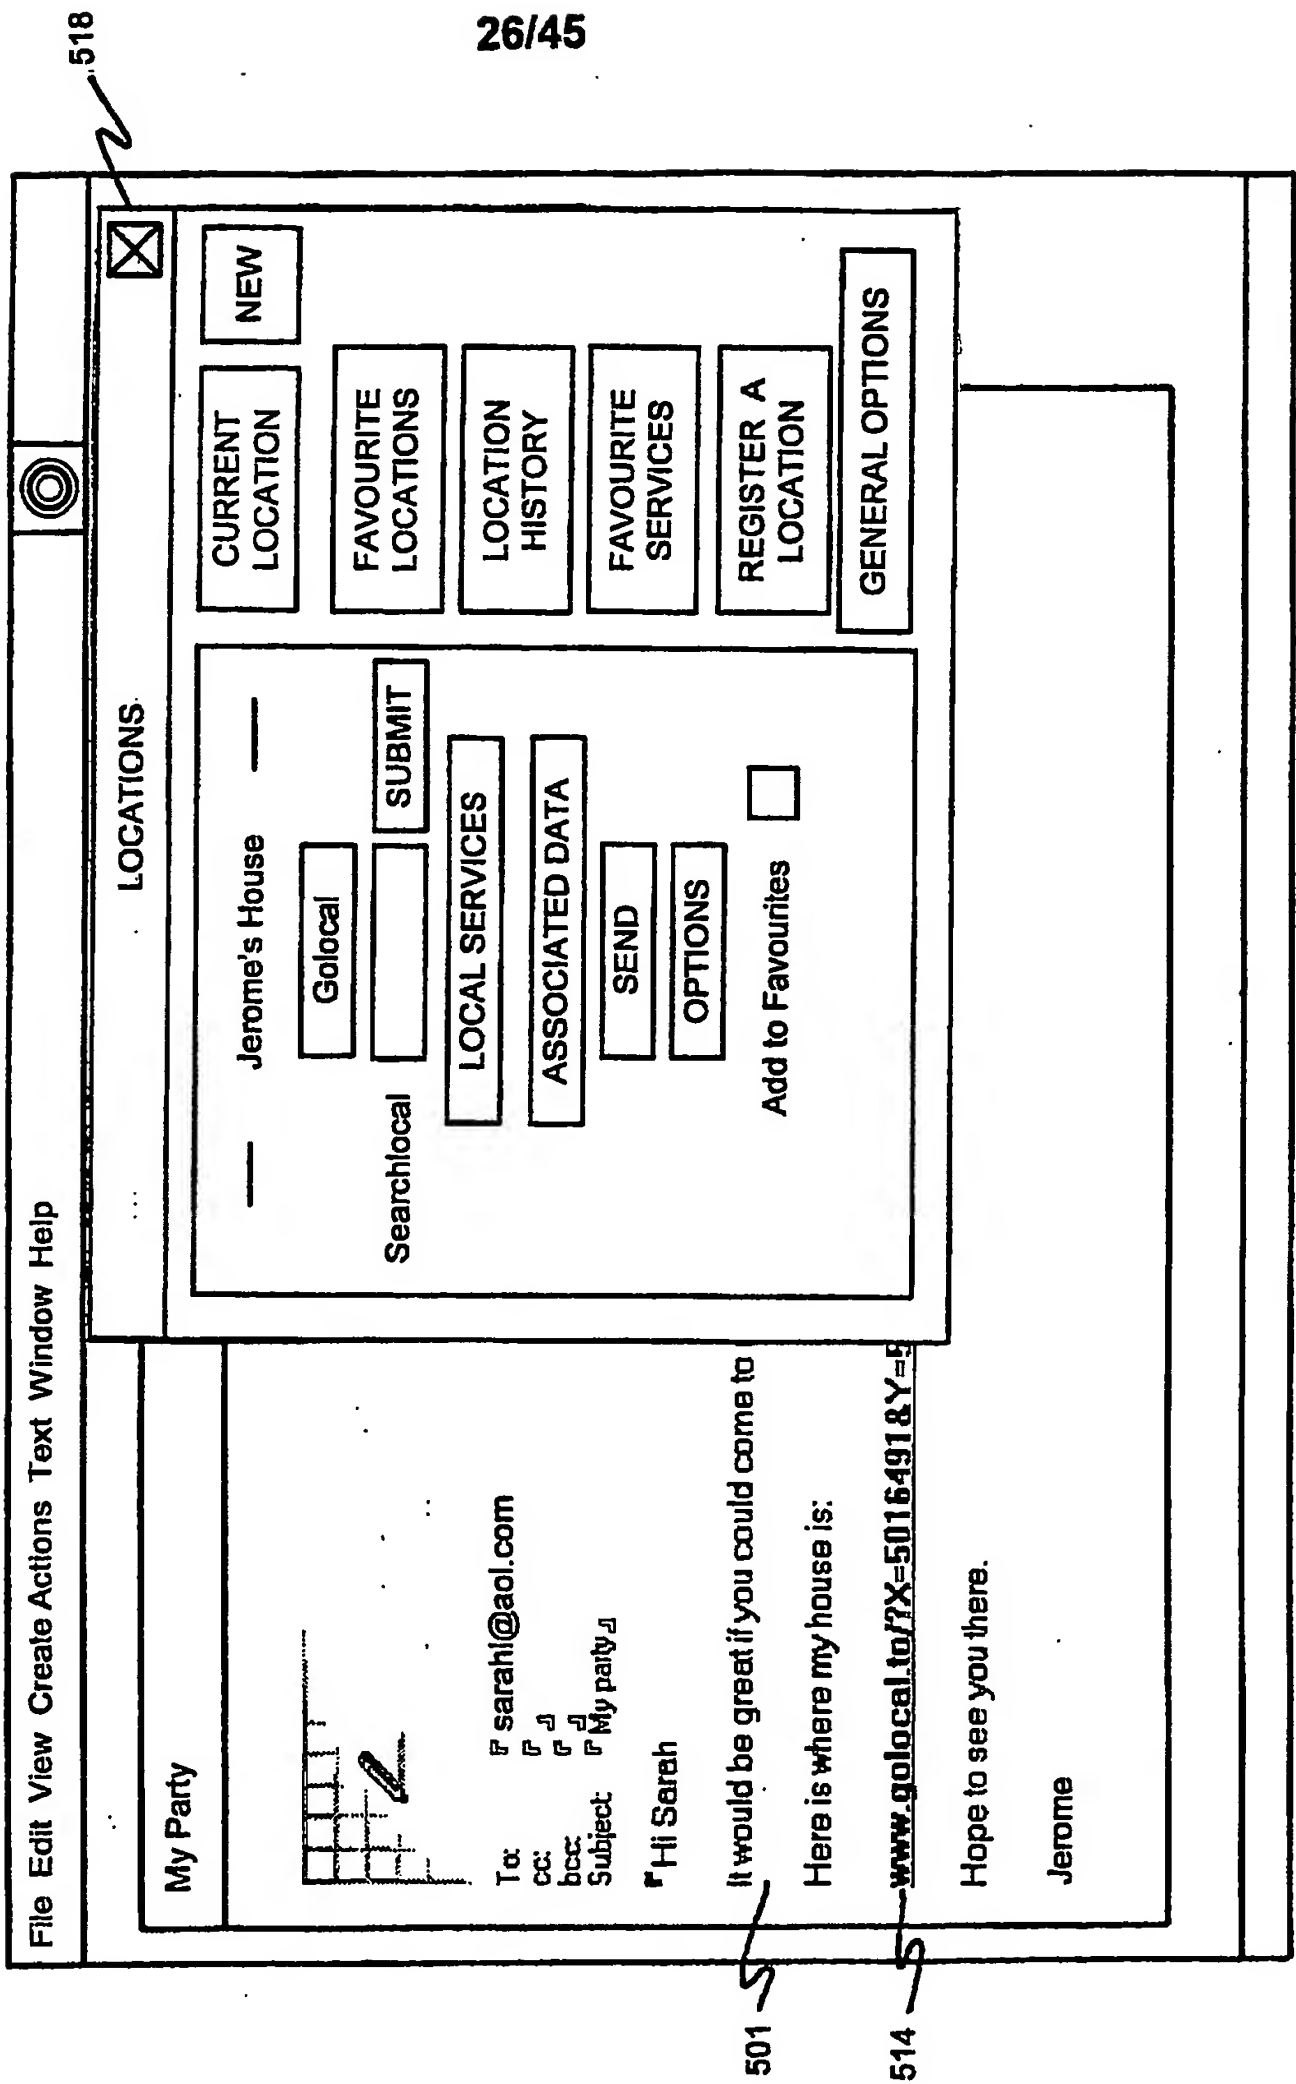 26/45
518
File Edit View Create Actions Text Window Help
LOCATIONS
CURRENT
LOCATION
NEW
Jerome's House
Golocal
FAVOURITE
LOCATIONS
Searchlocal
SUBMIT
LOCAL SERVICES
LOCATION
HISTORY
ASSOCIATED DATA
FAVOURITE
SERVICES
SEND
OPTIONS
REGISTER A
LOCATION
Add to Favourites
GENERAL OPTIONS
My Party
To: 『sarahl@aol.com
cc: 『 』
bcc: 『 』
Subject: 『My party』
『Hi Sarah
It would be great if you could come to
Here is where my house is:
www.golocal.to/?X=50164918Y=5
Hope to see you there.
Jerome
501
514